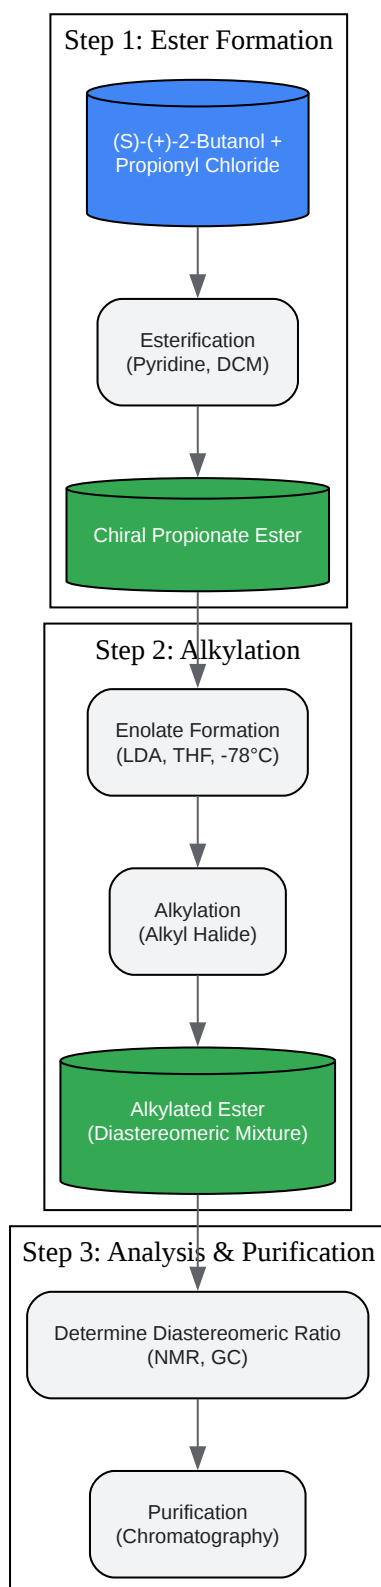 Step 1: Ester Formation
(S)-(+)-2-Butanol +
Propionyl Chloride
Esterification
(Pyridine, DCM)
Chiral Propionate Ester
Step 2: Alkylation
Enolate Formation
(LDA, THF, -78°C)
Alkylation
(Alkyl Halide)
Alkylated Ester
(Diastereomeric Mixture)
Step 3: Analysis & Purification
Determine Diastereomeric Ratio
(NMR, GC)
Purification
(Chromatography)